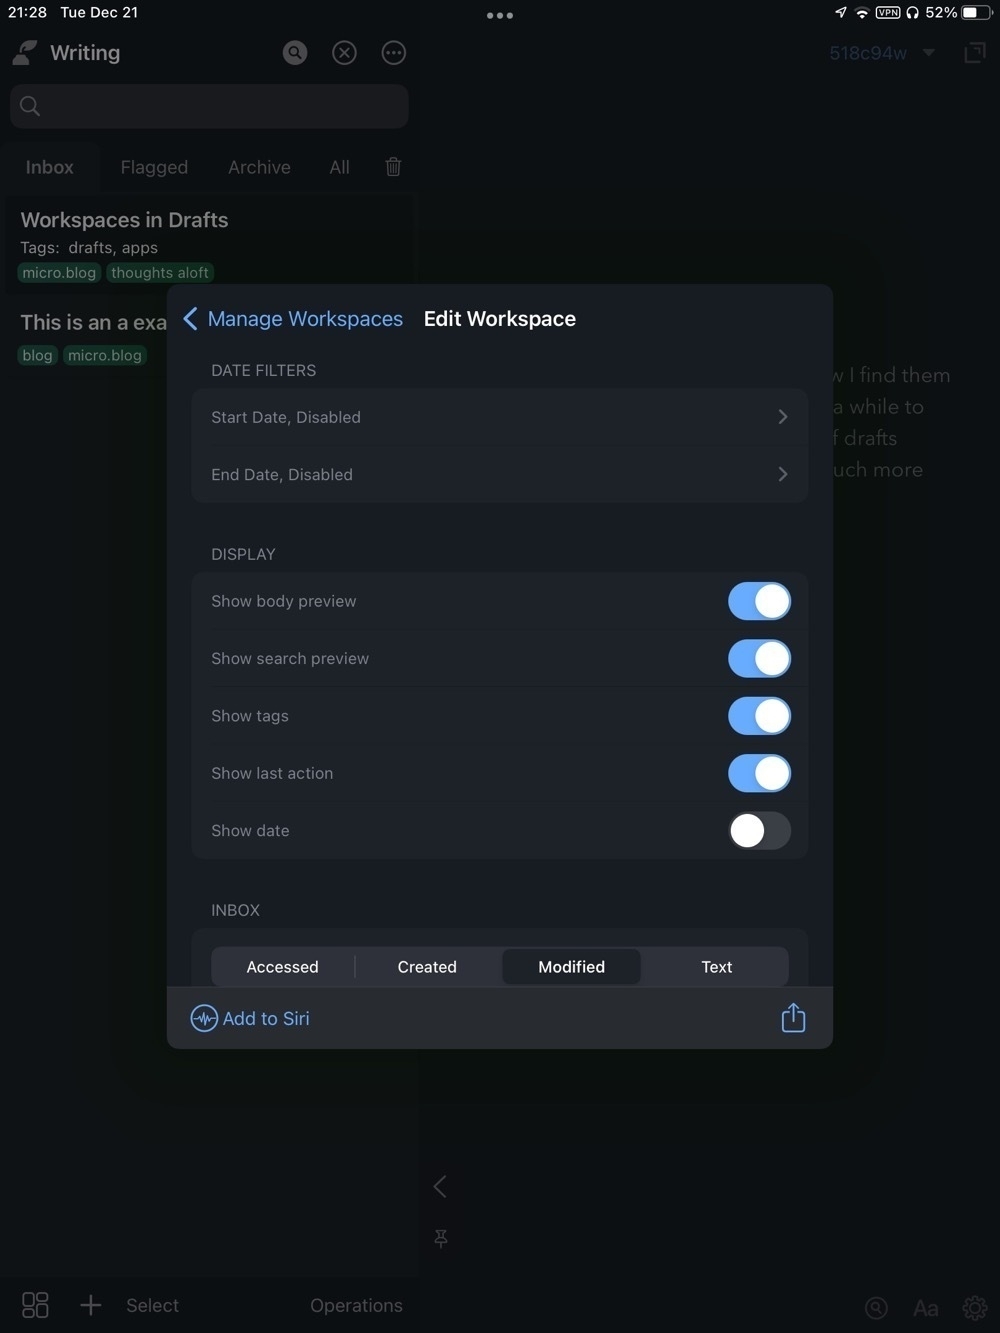 21:28 Tue Dec 21
VPN 52%
Writing
518c94w
Inbox Flagged Archive All
Workspaces in Drafts
Tags: drafts, apps
micro.blog thoughts aloft
This is an a exa
blog micro.blog
I find them
a while to
drafts
uch more
Manage Workspaces Edit Workspace
DATE FILTERS
Start Date, Disabled
End Date, Disabled
DISPLAY
Show body preview
Show search preview
Show tags
Show last action
Show date
INBOX
Accessed Created Modified Text
Add to Siri
Select Operations
Aa